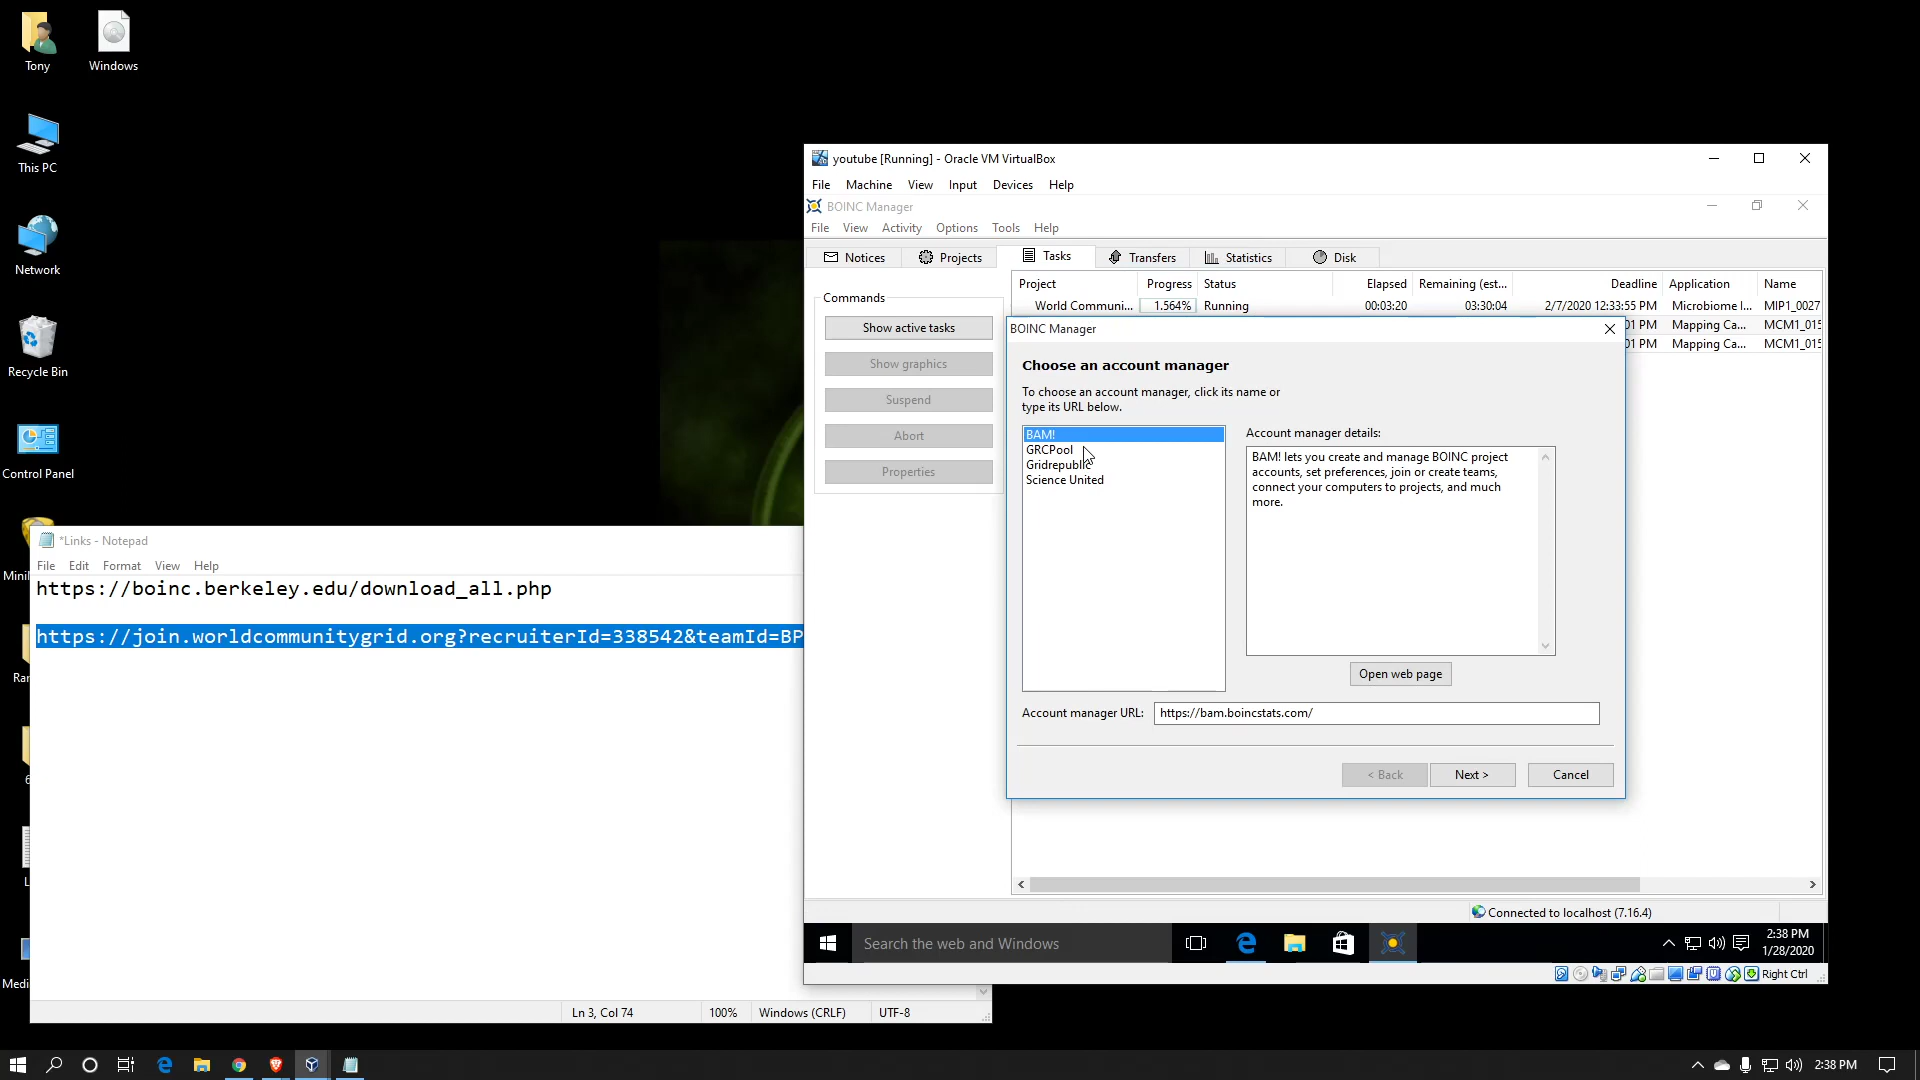 Tony
Windows
This PC
Network
Recycle Bin
Control Panel
*Links - Notepad
File Edit Format View Help
https://boinc.berkeley.edu/download_all.php
https://join.worldcommunitygrid.org?recruiterId=338542&teamId=BP
Ln 3, Col 74 100% Windows (CRLF) UTF-8
youtube [Running] - Oracle VM VirtualBox
File Machine View Input Devices Help
BOINC Manager
File View Activity Options Tools Help
Notices Projects Tasks Transfers Statistics Disk
Commands
Show active tasks
Show graphics
Suspend
Abort
Properties
Project Progress Status Elapsed Remaining (est... Deadline Application Name
World Communi... 1.564% Running 00:03:20 03:30:04 2/7/2020 12:33:55 PM Microbiome I... MIP1_0027
01 PM Mapping Ca... MCM1_015
01 PM Mapping Ca... MCM1_015
BOINC Manager
Choose an account manager
To choose an account manager, click its name or
type its URL below.
BAM!
GRCPool
Gridrepublic
Science United
Account manager details:
BAM! lets you create and manage BOINC project
accounts, set preferences, join or create teams,
connect your computers to projects, and much
more.
Open web page
Account manager URL: https://bam.boincstats.com/
< Back Next > Cancel
Connected to localhost (7.16.4)
Search the web and Windows
2:38 PM
1/28/2020
Right Ctrl
2:38 PM